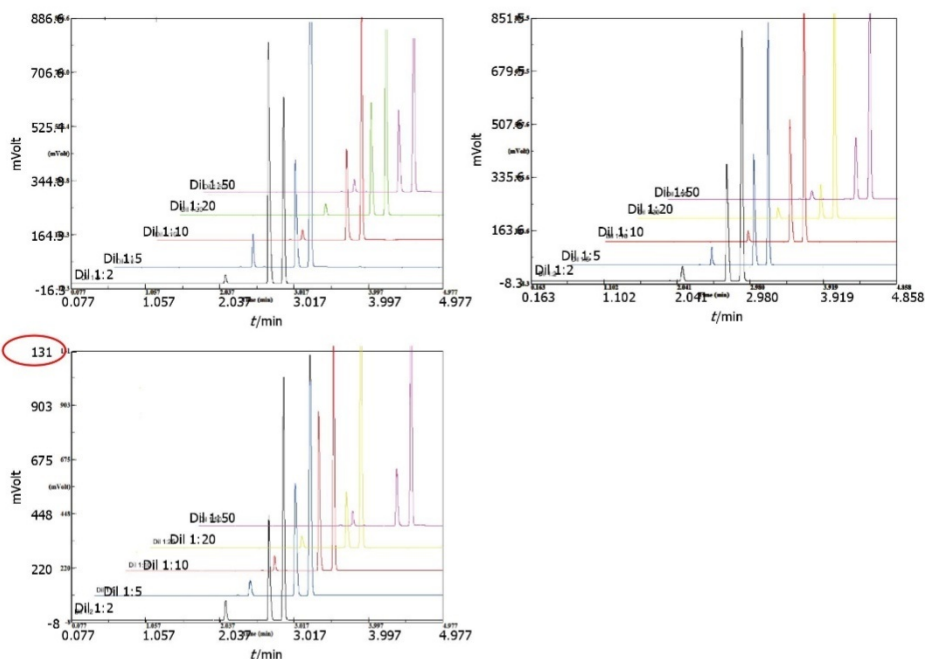 886.6
706.0
525.4
344.8
164.3
-16.3
mVolt
(mVolt)
Dil 1:50
Dil 1:20
Dil 1:10
Dil 1:5
Dil 1:2
0.077 1.057 2.037 3.017 3.997 4.977
t/min
851.5
679.5
507.6
335.6
163.6
-8.3
mVolt
(mVolt)
Dil 1:50
Dil 1:20
Dil 1:10
Dil 1:5
Dil 1:2
0.163 1.102 2.041 2.980 3.919 4.858
t/min
131
903
675
448
220
-8
mVolt
(mVolt)
Dil 1:50
Dil 1:20
Dil 1:10
Dil 1:5
Dil 1:2
0.077 1.057 2.037 3.017 3.997 4.977
t/min